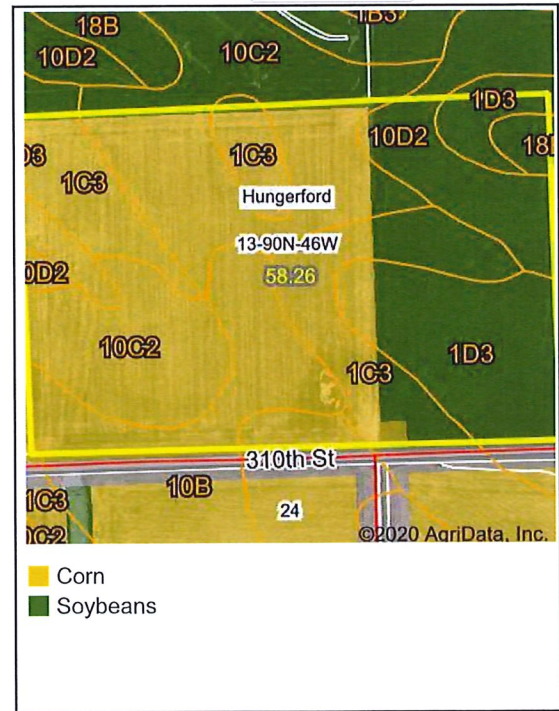 1B3
18B
10D2
10C2
1D3
10D2
1C3
1C3
Hungerford
13-90N-46W
58.26
10C2
1D3
1C3
310th St
1C3
10B
24
©2020 AgriData, Inc.
Corn
Soybeans